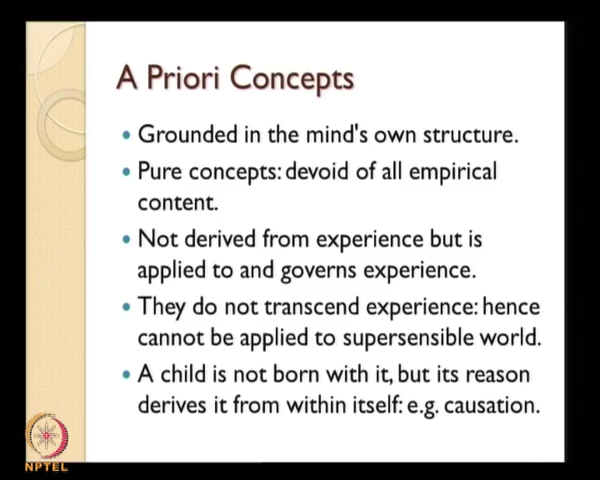 A Priori Concepts
• Grounded in the mind's own structure.
• Pure concepts: devoid of all empirical
content.
• Not derived from experience but is
applied to and governs experience.
• They do not transcend experience: hence
cannot be applied to supersensible world.
• A child is not born with it, but its reason
derives it from within itself: e.g. causation.
NPTEL